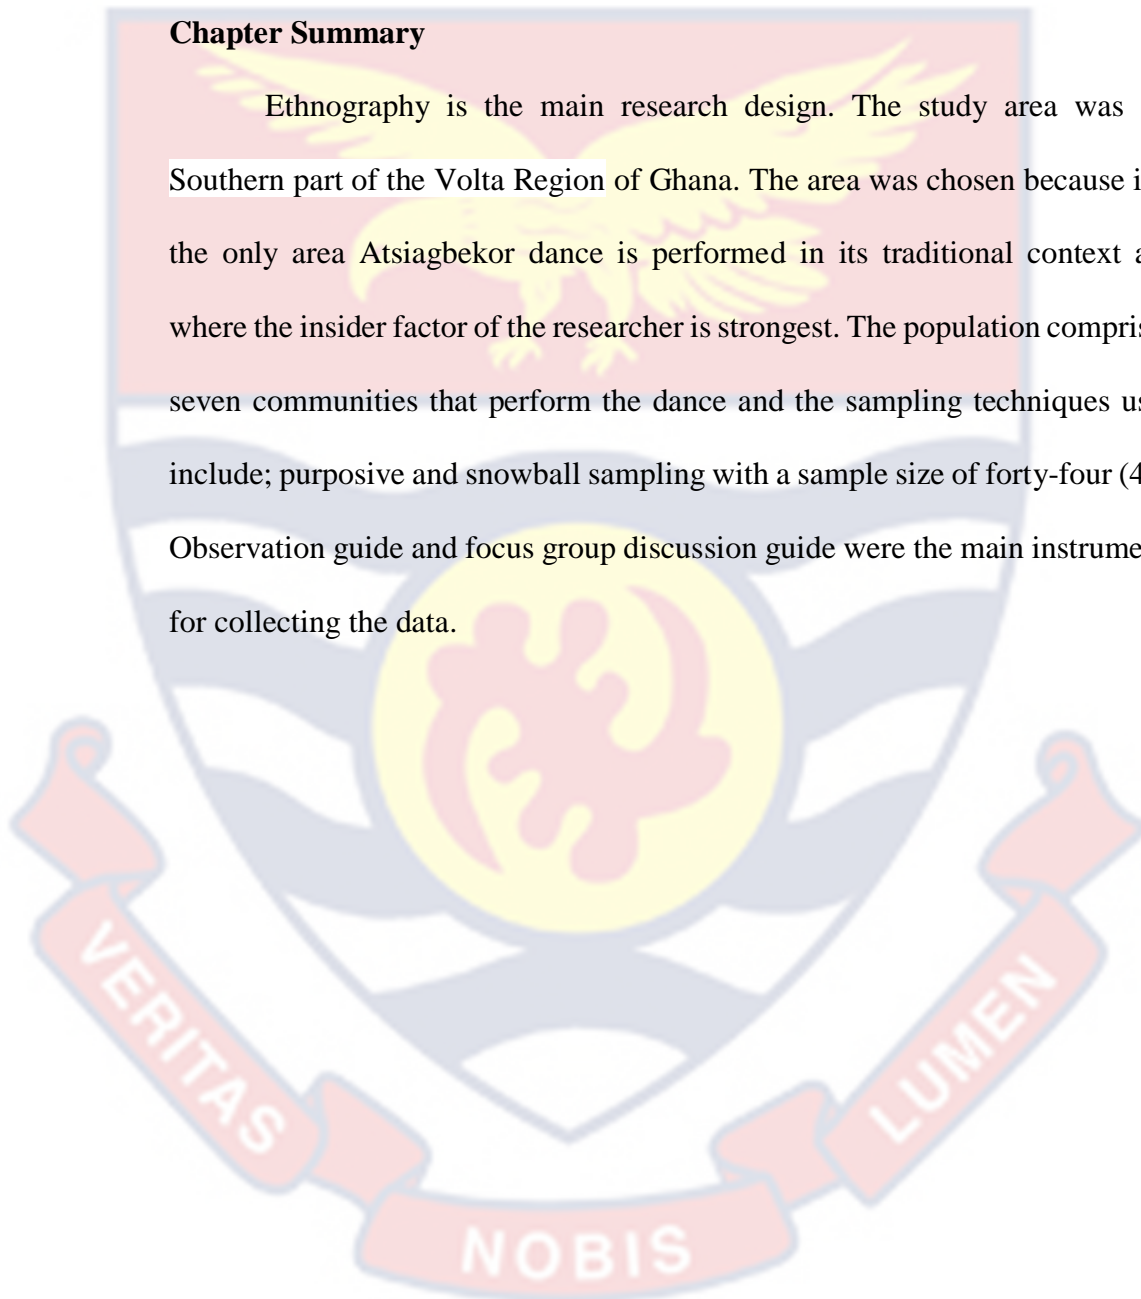 Chapter Summary
Ethnography is the main research design. The study area was
Southern part of the Volta Region of Ghana. The area was chosen because i
the only area Atsiagbekor dance is performed in its traditional context a
where the insider factor of the researcher is strongest. The population compris
seven communities that perform the dance and the sampling techniques us
include; purposive and snowball sampling with a sample size of forty-four (4
Observation guide and focus group discussion guide were the main instrume
for collecting the data.
VERITAS
NOBIS
LUMEN